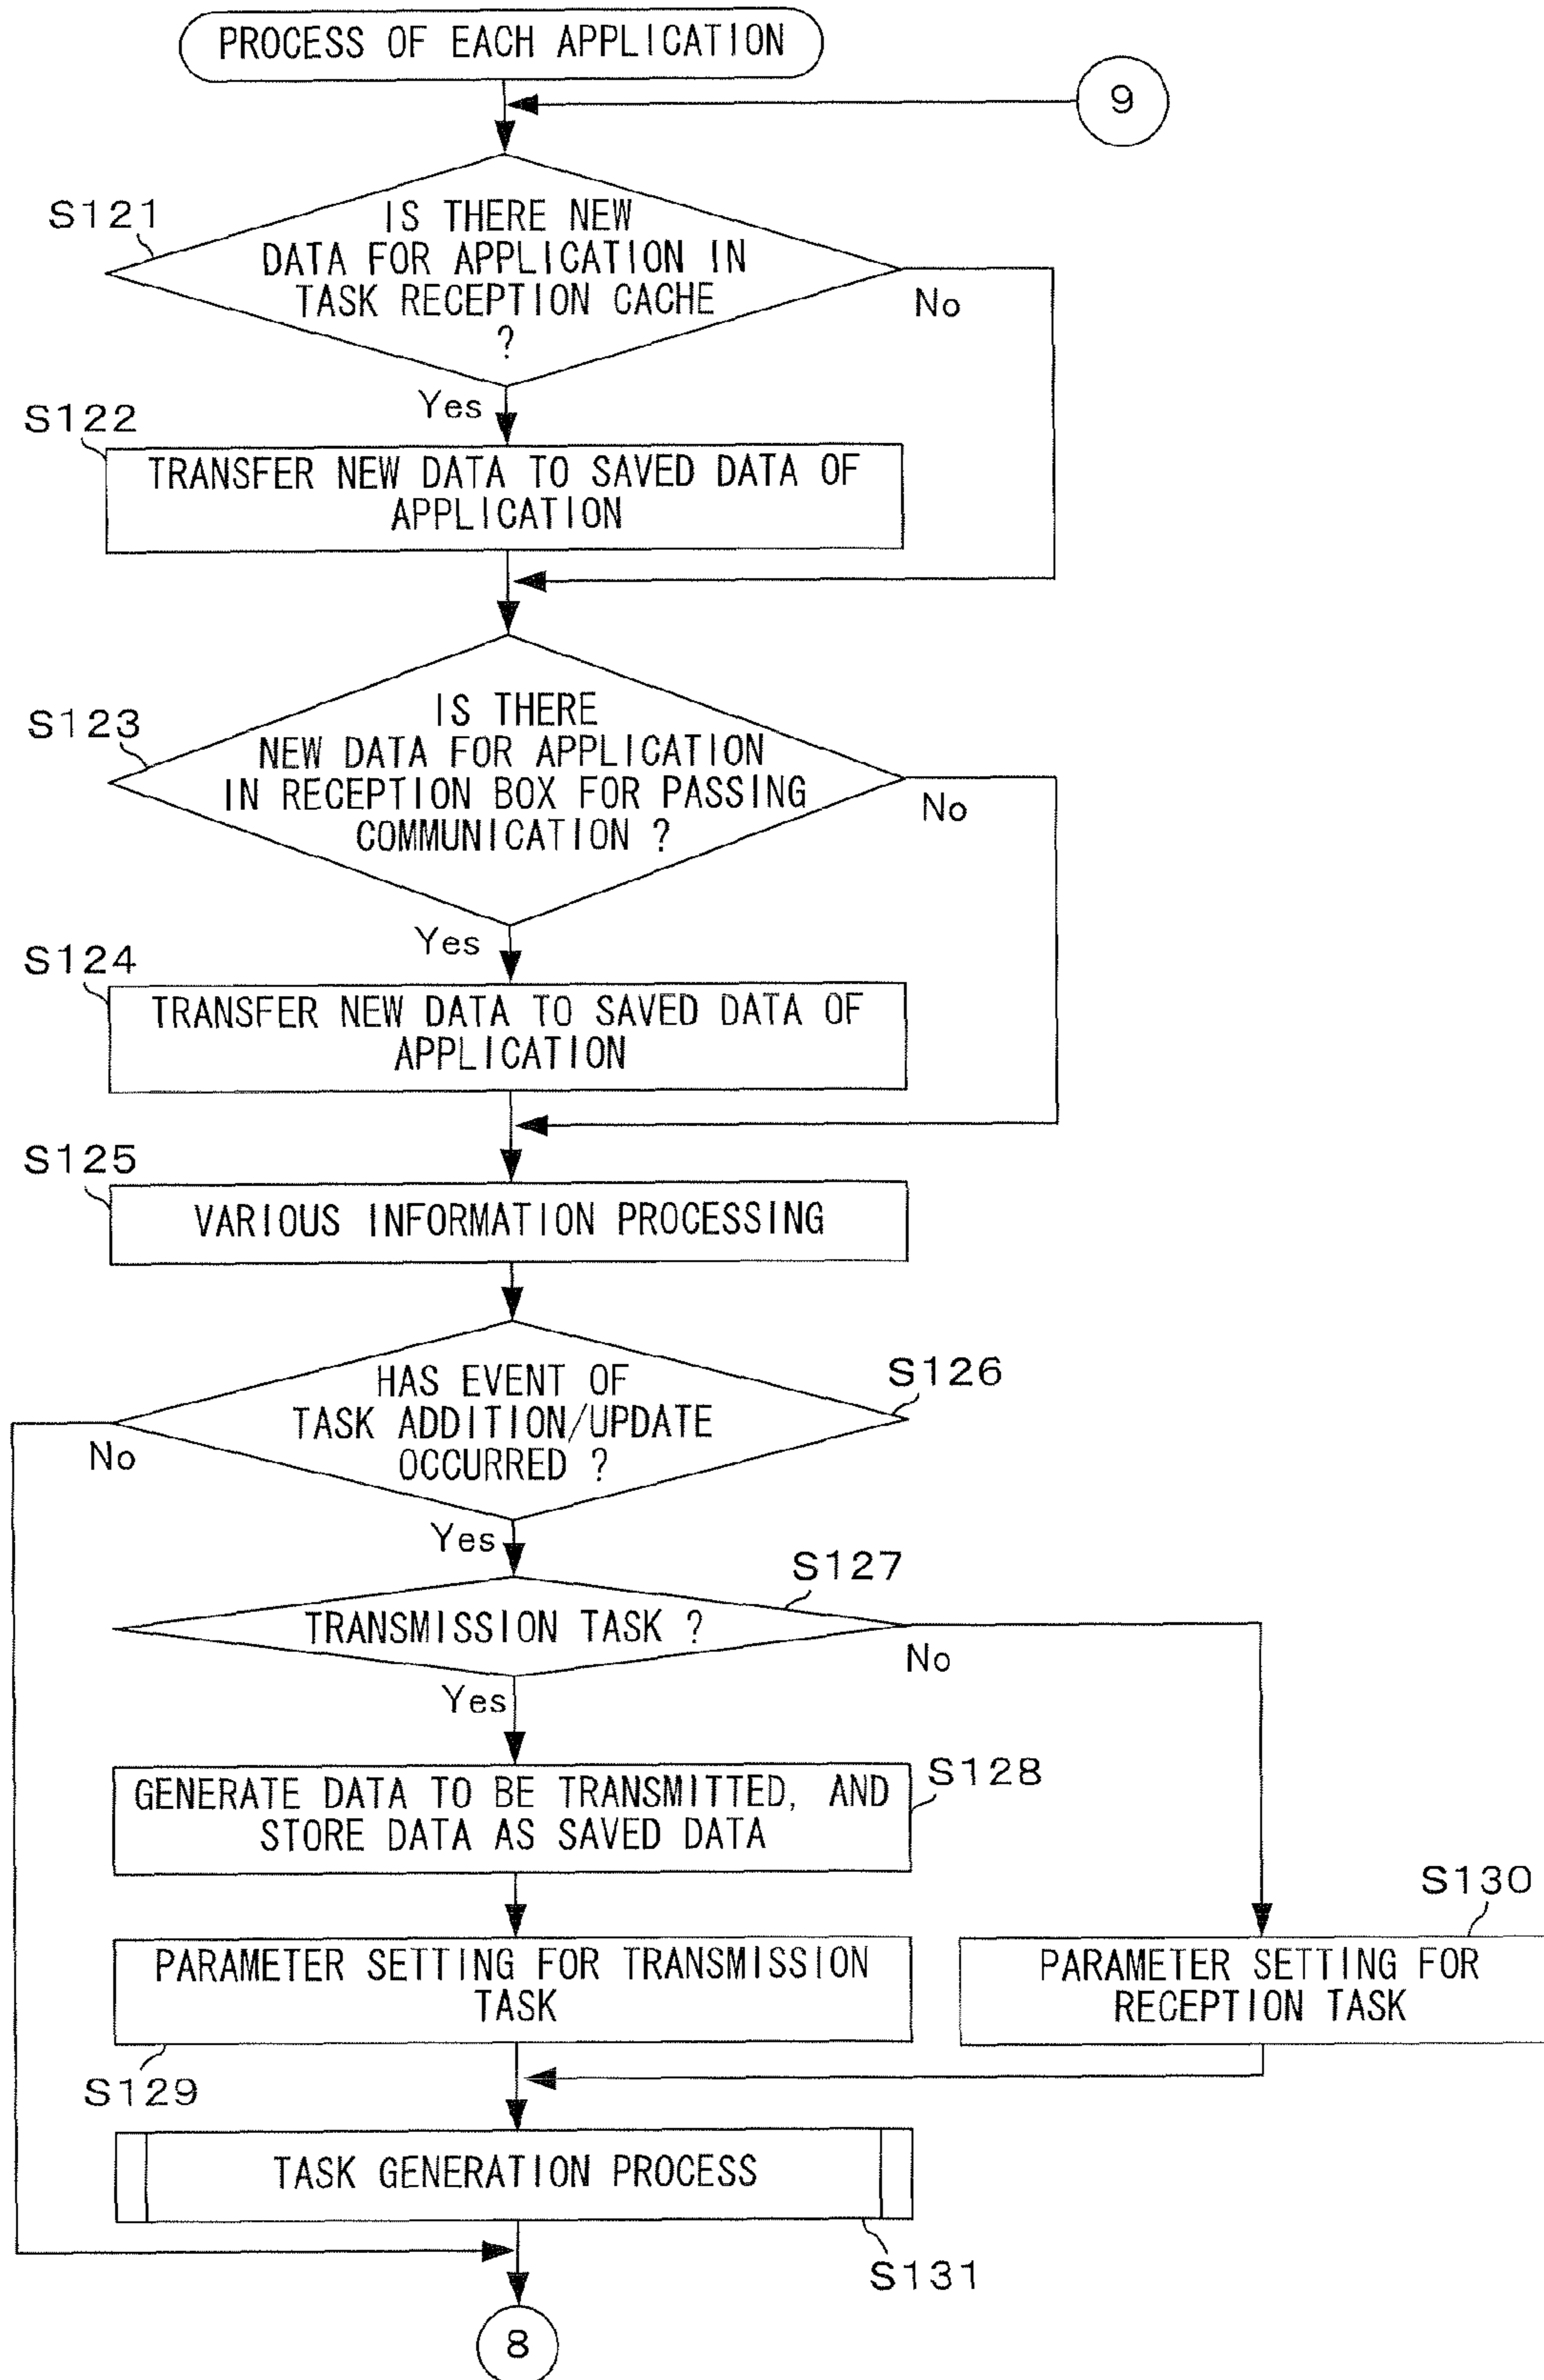 PROCESS OF EACH APPLICATION
9
S121
IS THERE NEW
DATA FOR APPLICATION IN
TASK RECEPTION CACHE
?
No
Yes
S122
TRANSFER NEW DATA TO SAVED DATA OF
APPLICATION
S123
IS THERE
NEW DATA FOR APPLICATION
IN RECEPTION BOX FOR PASSING
COMMUNICATION ?
No
Yes
S124
TRANSFER NEW DATA TO SAVED DATA OF
APPLICATION
S125
VARIOUS INFORMATION PROCESSING
S126
HAS EVENT OF
TASK ADDITION/UPDATE
OCCURRED ?
No
Yes
S127
TRANSMISSION TASK ?
No
Yes
S128
GENERATE DATA TO BE TRANSMITTED, AND
STORE DATA AS SAVED DATA
S130
PARAMETER SETTING FOR TRANSMISSION
TASK
PARAMETER SETTING FOR
RECEPTION TASK
S129
TASK GENERATION PROCESS
S131
8